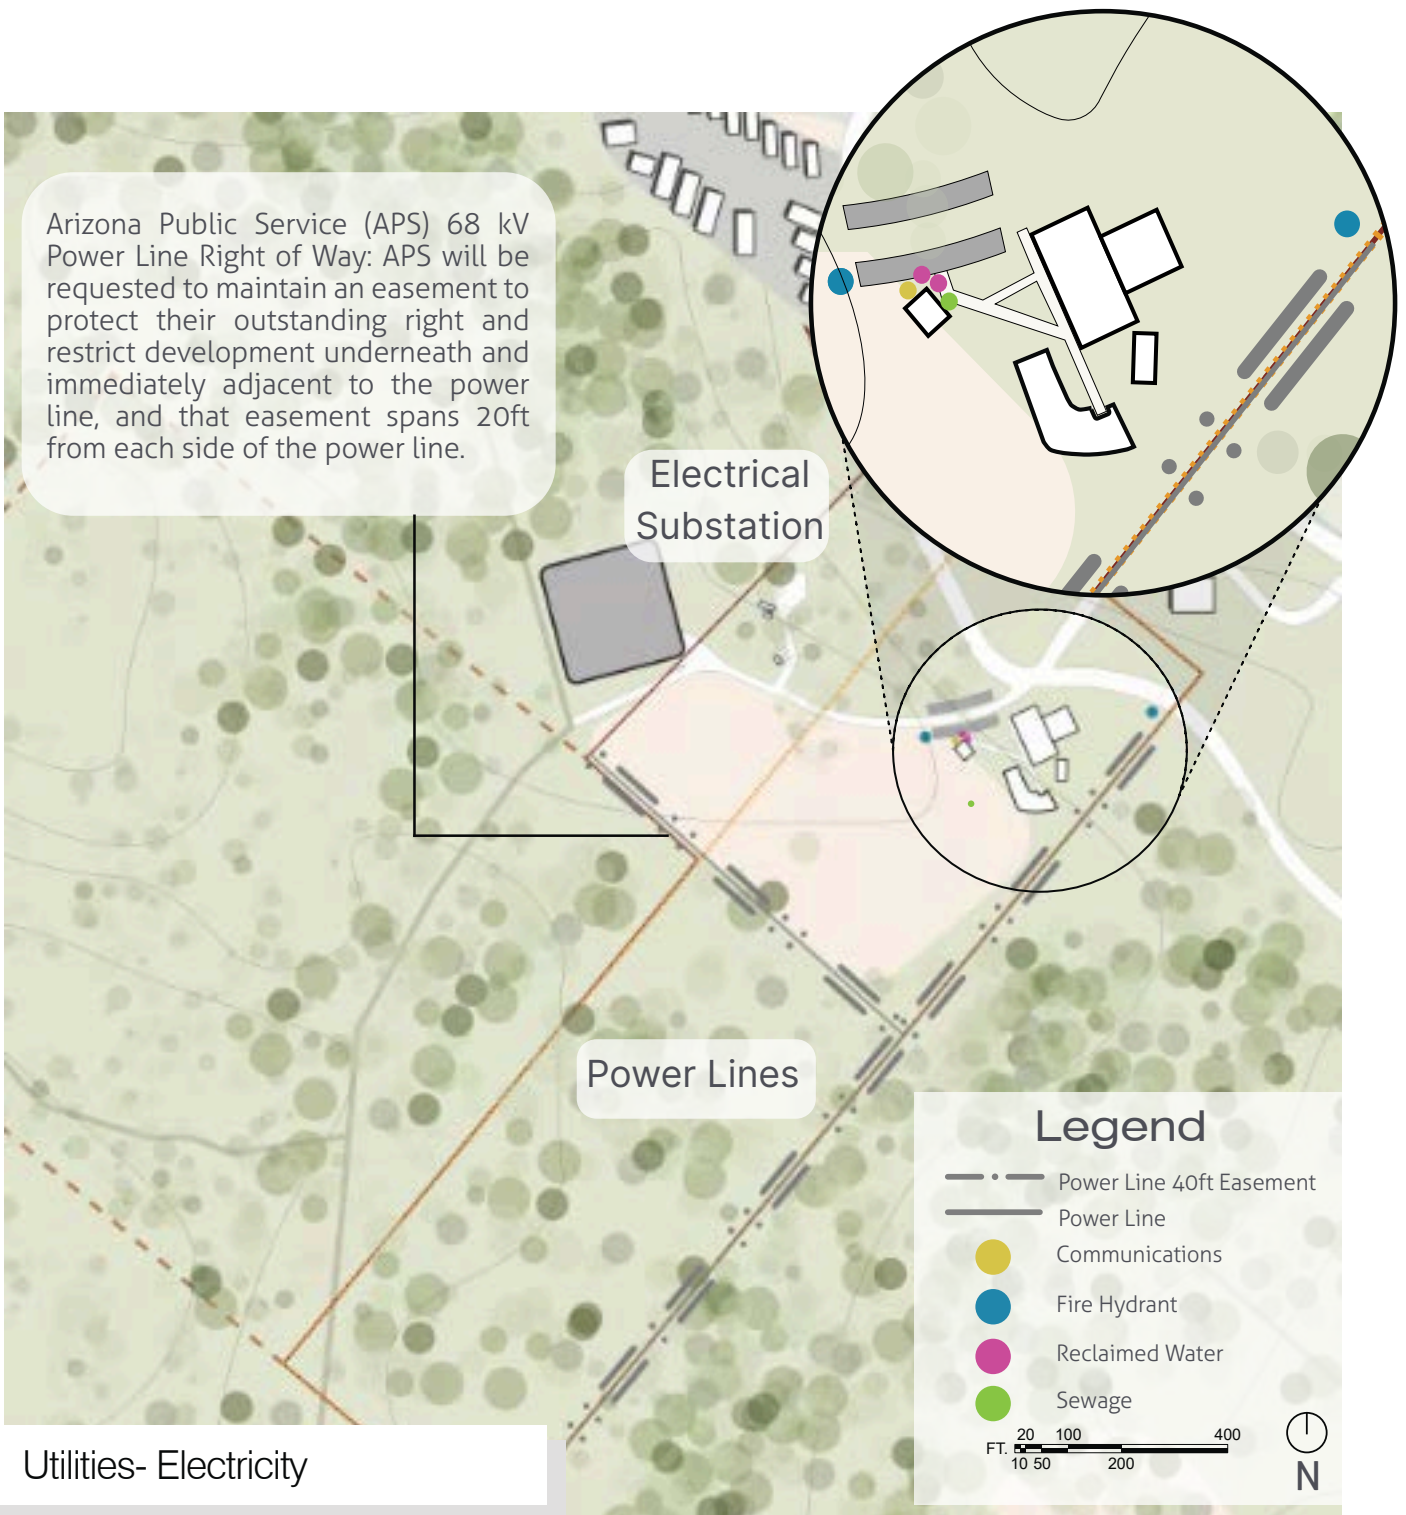 Arizona Public Service (APS) 68 kV
Power Line Right of Way: APS will be
requested to maintain an easement to
protect their outstanding right and
restrict development underneath and
immediately adjacent to the power
line, and that easement spans 20ft
from each side of the power line.
Electrical
Substation
Power Lines
Legend
Power Line 40ft Easement
Power Line
Communications
Fire Hydrant
Reclaimed Water
Sewage
20 100 400
FT.
10 50 200
N
Utilities- Electricity